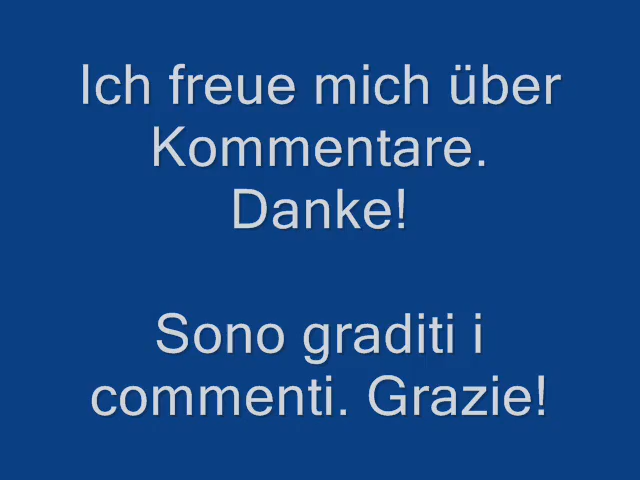 Ich freue mich über
Kommentare.
Danke!
Sono graditi i
commenti. Grazie!